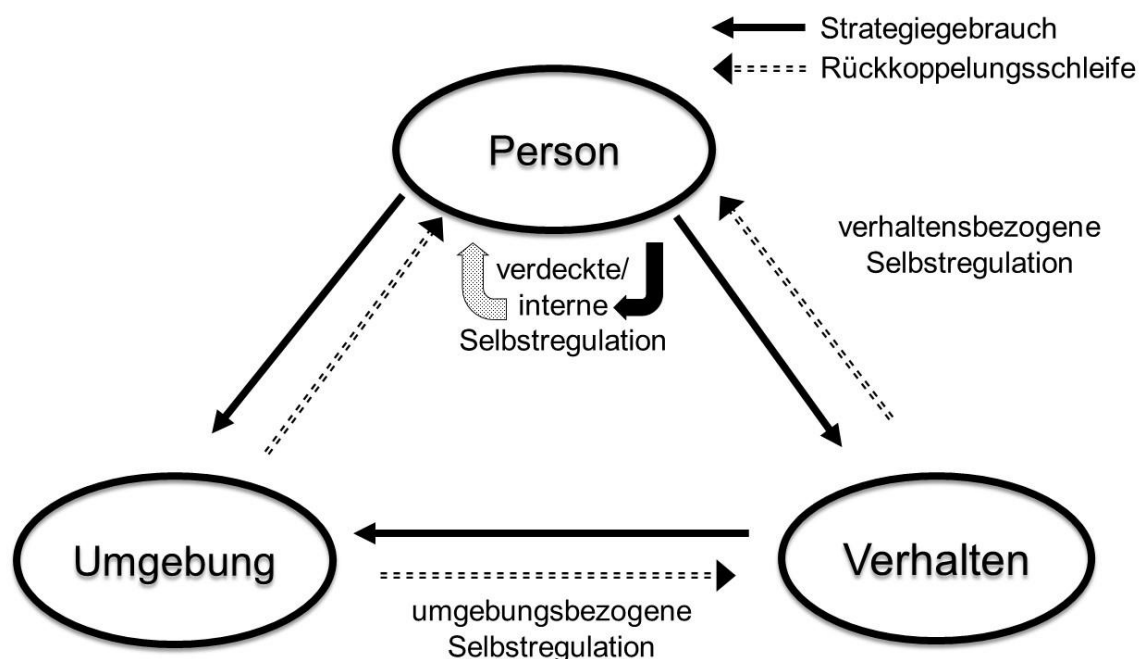 Strategiegebrauch
Rückkoppelungsschleife
Person
verhaltensbezogene
Selbstregulation
verdeckte/
interne
Selbstregulation
Umgebung
Verhalten
umgebungsbezogene
Selbstregulation